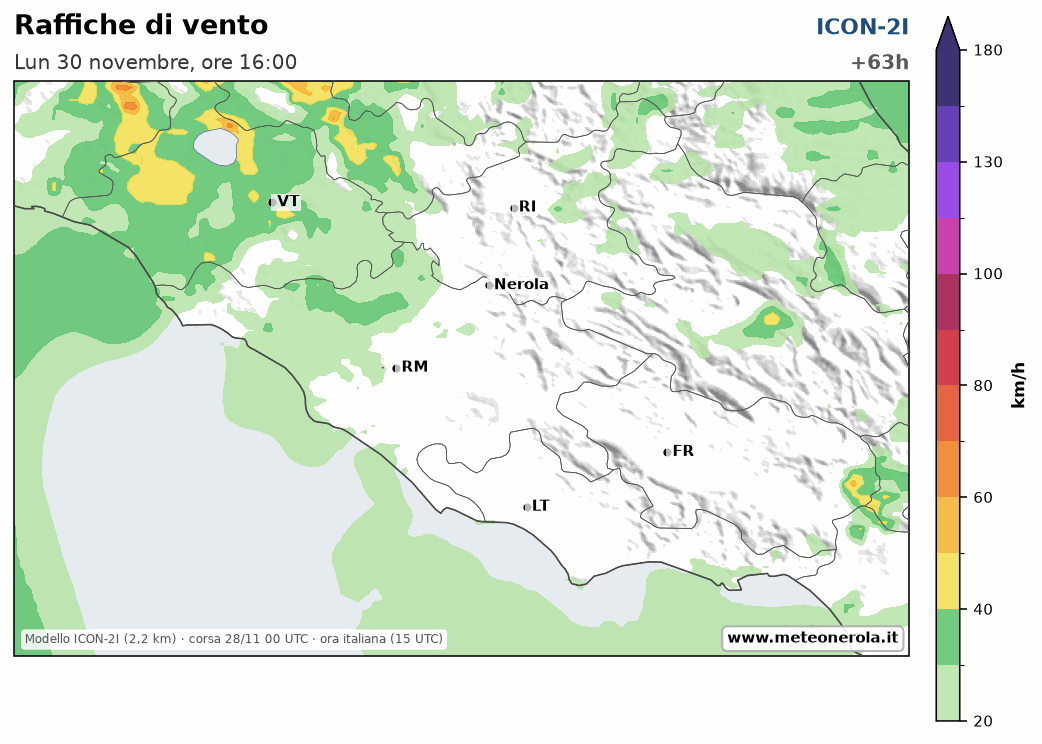 Raffiche di vento
ICON-2I
Lun 30 novembre, ore 16:00
+63h
180
130
100
80
60
40
20
km/h
VT
RI
Nerola
RM
FR
LT
Modello ICON-2I (2,2 km) · corsa 28/11 00 UTC · ora italiana (15 UTC)
www.meteonerola.it